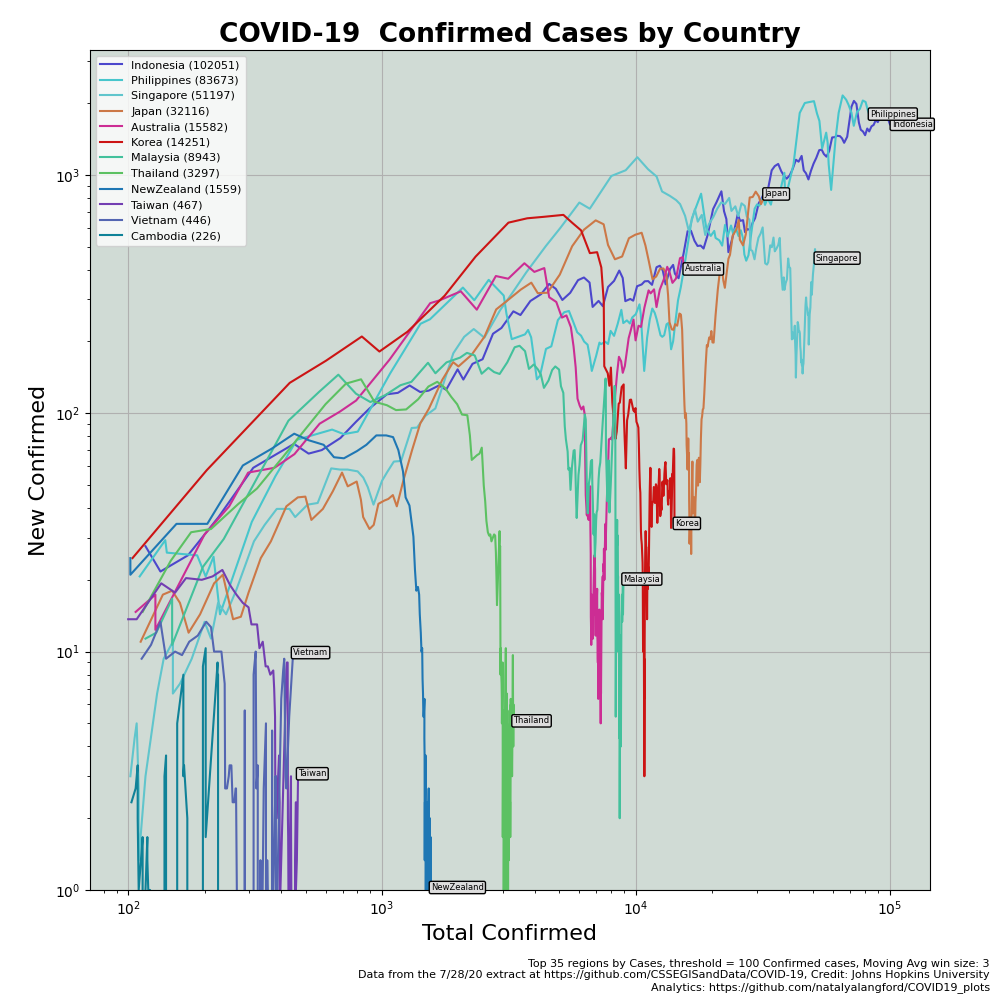 COVID-19  Confirmed Cases by Country
Indonesia (102051)
Philippines (83673)
Singapore (51197)
Japan (32116)
Australia (15582)
Korea (14251)
Malaysia (8943)
Thailand (3297)
NewZealand (1559)
Taiwan (467)
Vietnam (446)
Cambodia (226)
Philippines
Indonesia
Japan
Singapore
Australia
Korea
Malaysia
Vietnam
Thailand
Taiwan
NewZealand
New Confirmed
10³
10²
10¹
10⁰
10²
10³
10⁴
10⁵
Total Confirmed
Top 35 regions by Cases, threshold = 100 Confirmed cases, Moving Avg win size: 3
Data from the 7/28/20 extract at https://github.com/CSSEGISandData/COVID-19, Credit: Johns Hopkins University
Analytics: https://github.com/natalyalangford/COVID19_plots